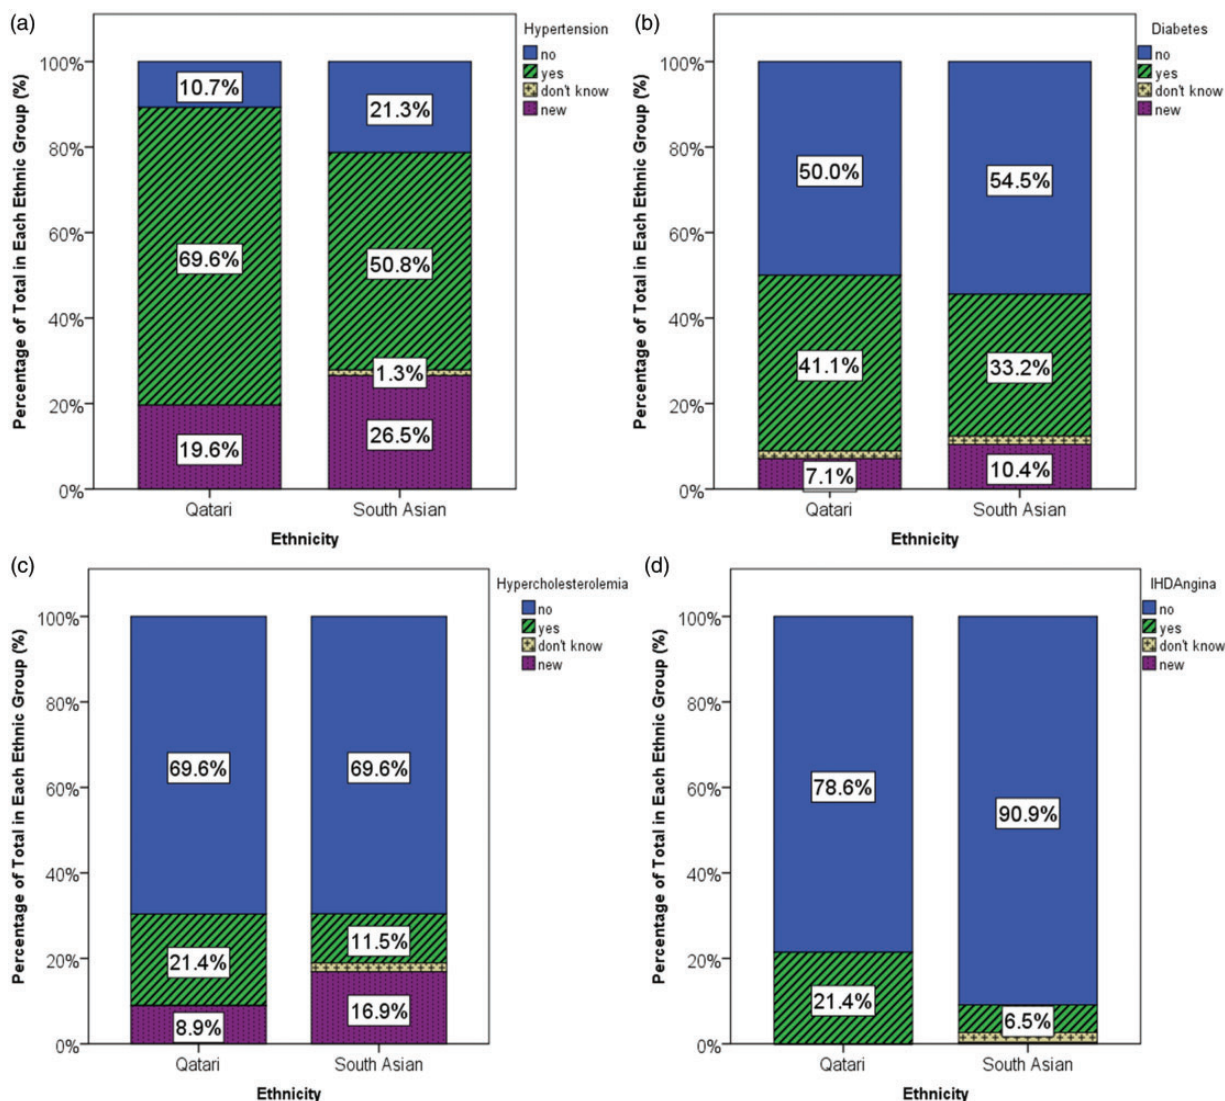 (a)
Hypertension
no
yes
don't know
new
Percentage of Total in Each Ethnic Group (%)
100%
80%
60%
40%
20%
0%
10.7%
69.6%
19.6%
21.3%
50.8%
1.3%
26.5%
Qatari South Asian
Ethnicity
(b)
Diabetes
no
yes
don't know
new
Percentage of Total in Each Ethnic Group (%)
100%
80%
60%
40%
20%
0%
50.0%
41.1%
7.1%
54.5%
33.2%
10.4%
Qatari South Asian
Ethnicity
(c)
Hypercholesterolemia
no
yes
don't know
new
Percentage of Total in Each Ethnic Group (%)
100%
80%
60%
40%
20%
0%
69.6%
21.4%
8.9%
69.6%
11.5%
16.9%
Qatari South Asian
Ethnicity
(d)
IHDAngina
no
yes
don't know
new
Percentage of Total in Each Ethnic Group (%)
100%
80%
60%
40%
20%
0%
78.6%
21.4%
90.9%
6.5%
Qatari South Asian
Ethnicity